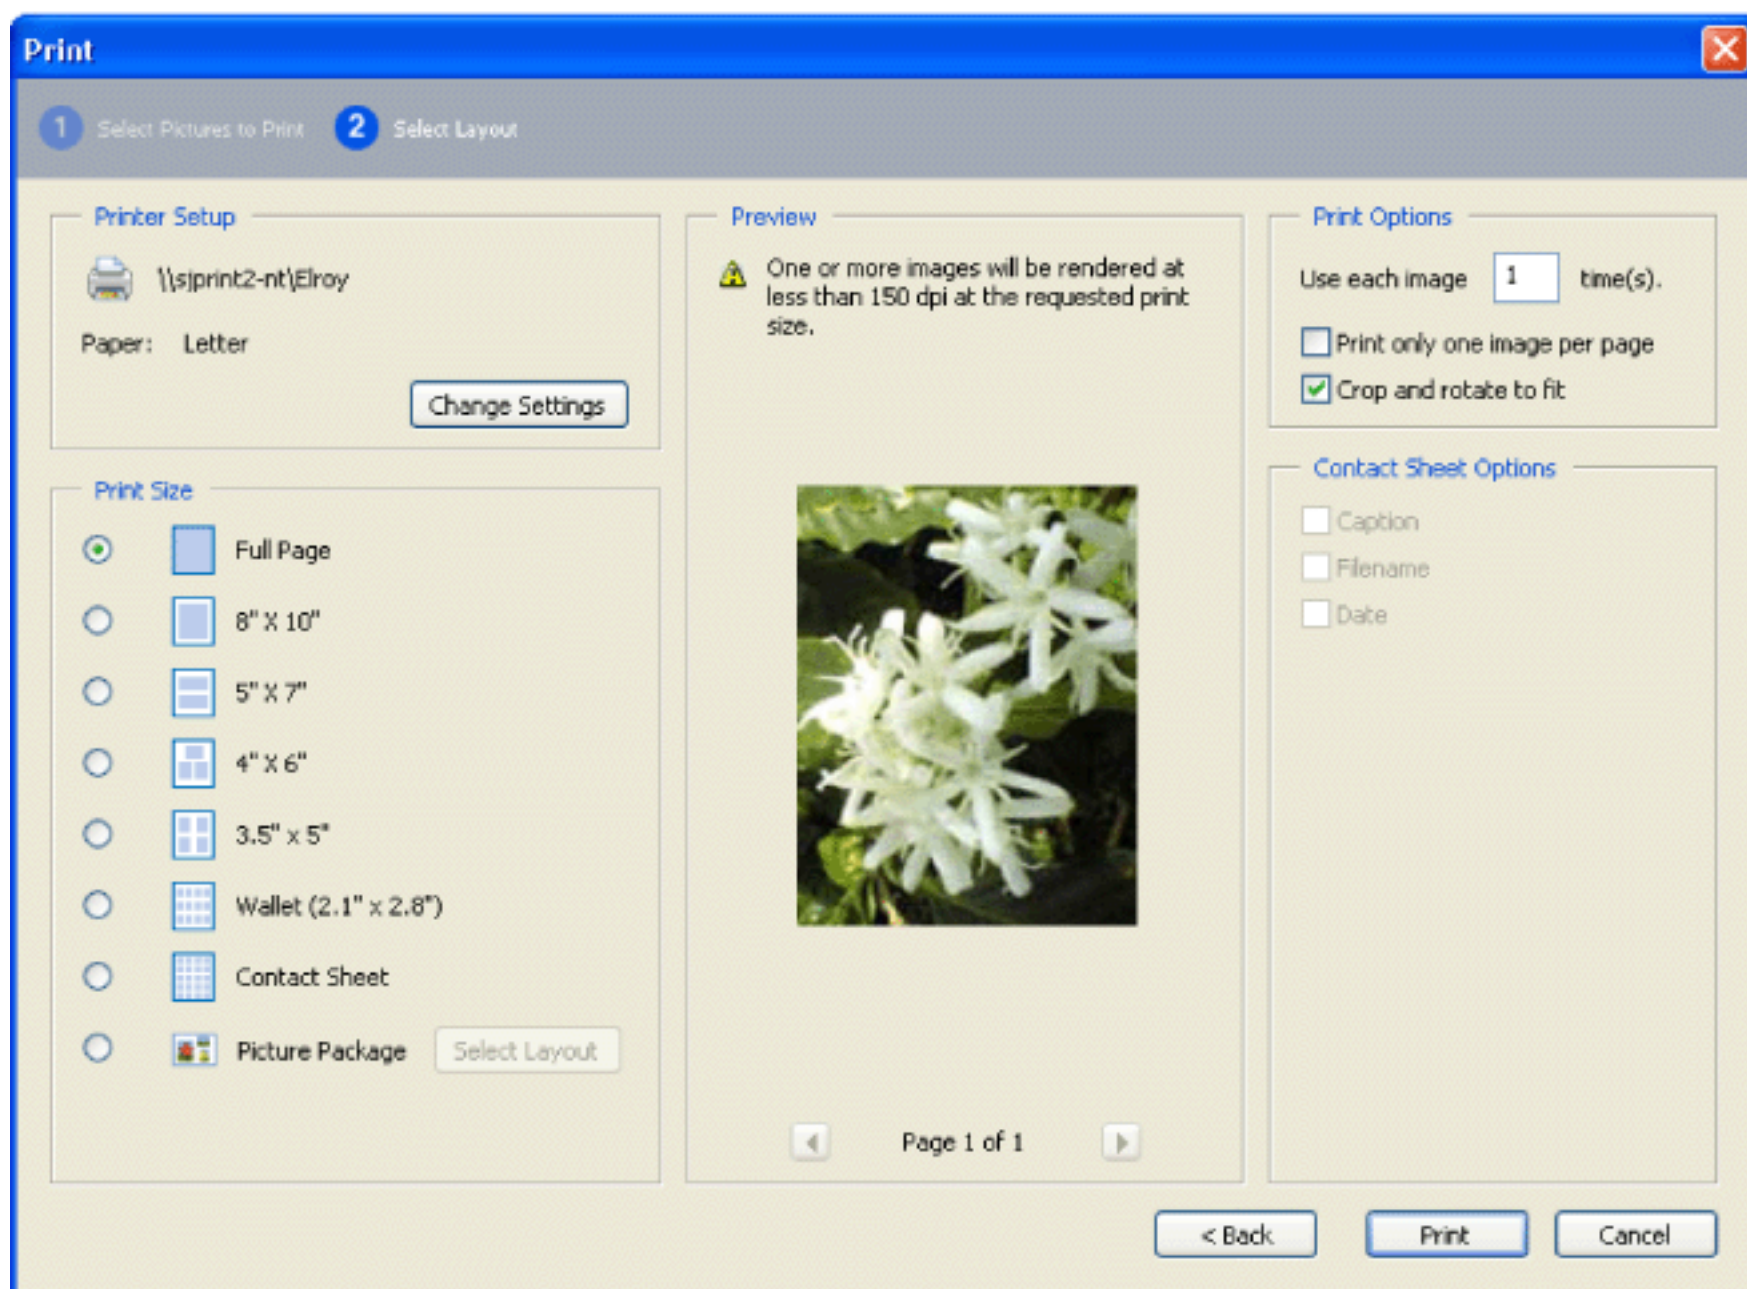 Print
1 Select Pictures to Print 2 Select Layout
Printer Setup
\\sjprint2-nt\Elroy
Paper: Letter
Change Settings
Print Size
Full Page
8" X 10"
5" X 7"
4" X 6"
3.5" x 5"
Wallet (2.1" x 2.8")
Contact Sheet
Picture Package
Select Layout
Preview
One or more images will be rendered at
less than 150 dpi at the requested print
size.
Page 1 of 1
Print Options
Use each image 1 time(s).
Print only one image per page
Crop and rotate to fit
Contact Sheet Options
Caption
Filename
Date
< Back
Print
Cancel